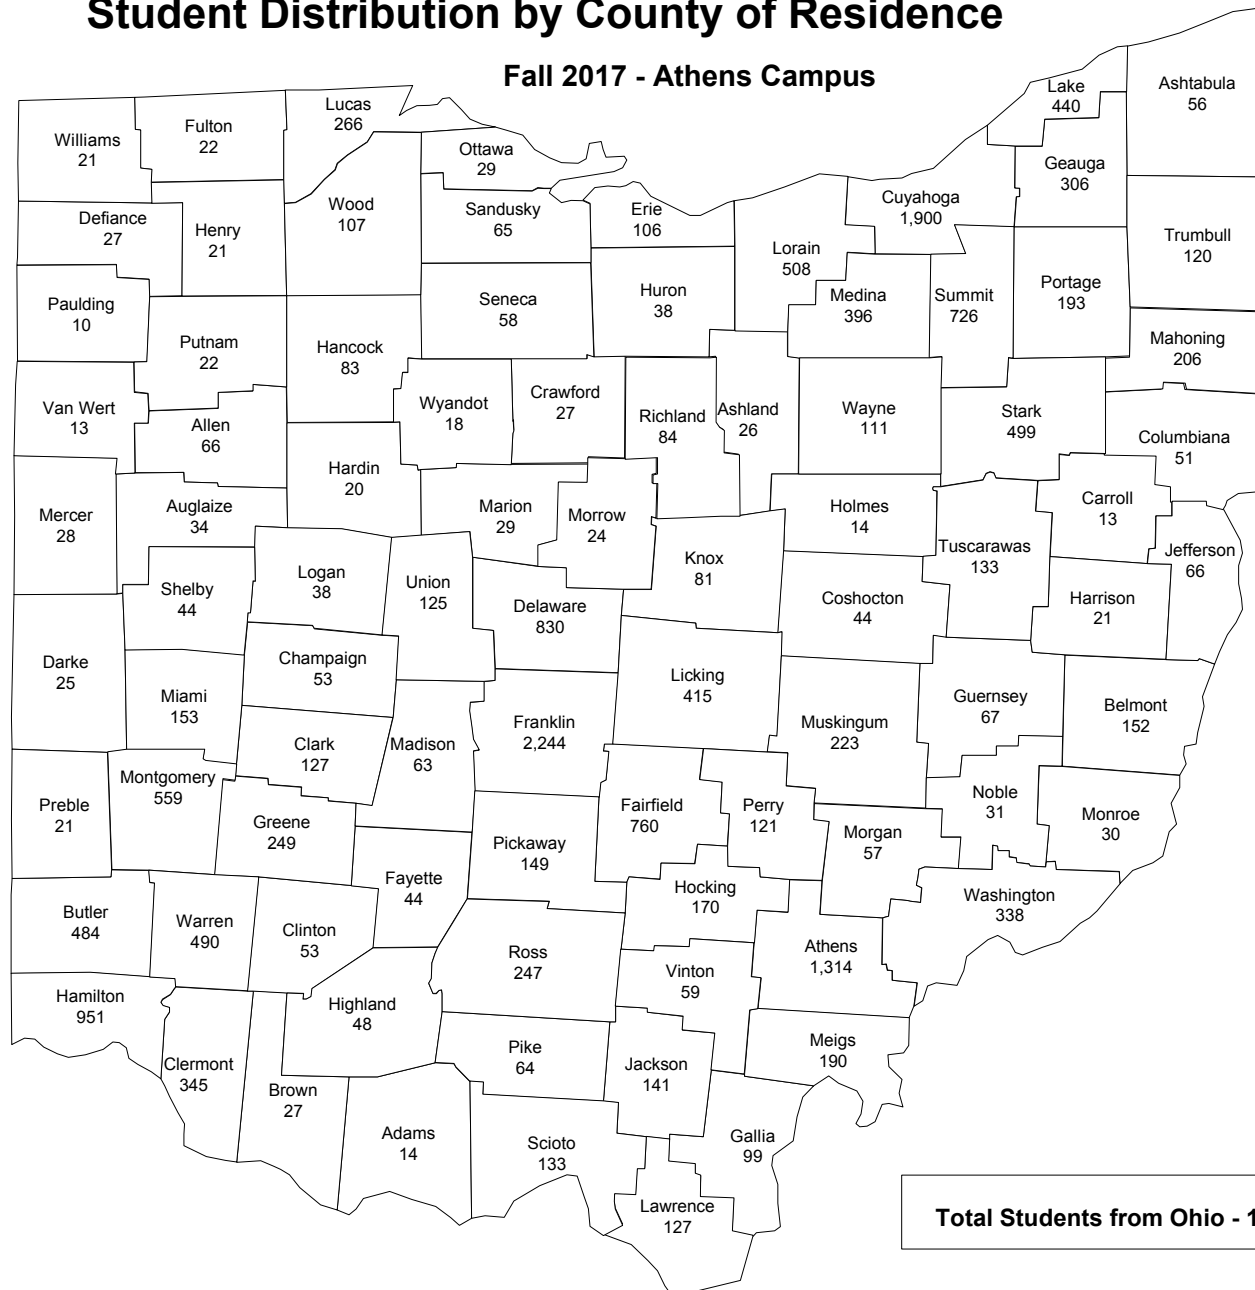 Student Distribution by County of Residence
Fall 2017 - Athens Campus
Williams
21
Fulton
22
Lucas
266
Ottawa
29
Lake
440
Ashtabula
56
Geauga
306
Cuyahoga
1,900
Defiance
27
Henry
21
Wood
107
Sandusky
65
Erie
106
Lorain
508
Trumbull
120
Paulding
10
Seneca
58
Huron
38
Medina
396
Summit
726
Portage
193
Putnam
22
Hancock
83
Mahoning
206
Van Wert
13
Allen
66
Wyandot
18
Crawford
27
Richland
84
Ashland
26
Wayne
111
Stark
499
Columbiana
51
Mercer
28
Auglaize
34
Hardin
20
Marion
29
Morrow
24
Holmes
14
Carroll
13
Tuscarawas
133
Jefferson
66
Shelby
44
Logan
38
Union
125
Delaware
830
Knox
81
Coshocton
44
Harrison
21
Darke
25
Miami
153
Champaign
53
Licking
415
Guernsey
67
Belmont
152
Clark
127
Madison
63
Franklin
2,244
Muskingum
223
Preble
21
Montgomery
559
Greene
249
Pickaway
149
Fairfield
760
Perry
121
Morgan
57
Noble
31
Monroe
30
Butler
484
Warren
490
Clinton
53
Fayette
44
Hocking
170
Washington
338
Ross
247
Vinton
59
Athens
1,314
Hamilton
951
Highland
48
Clermont
345
Brown
27
Pike
64
Jackson
141
Meigs
190
Adams
14
Scioto
133
Gallia
99
Lawrence
127
Total Students from Ohio - 1